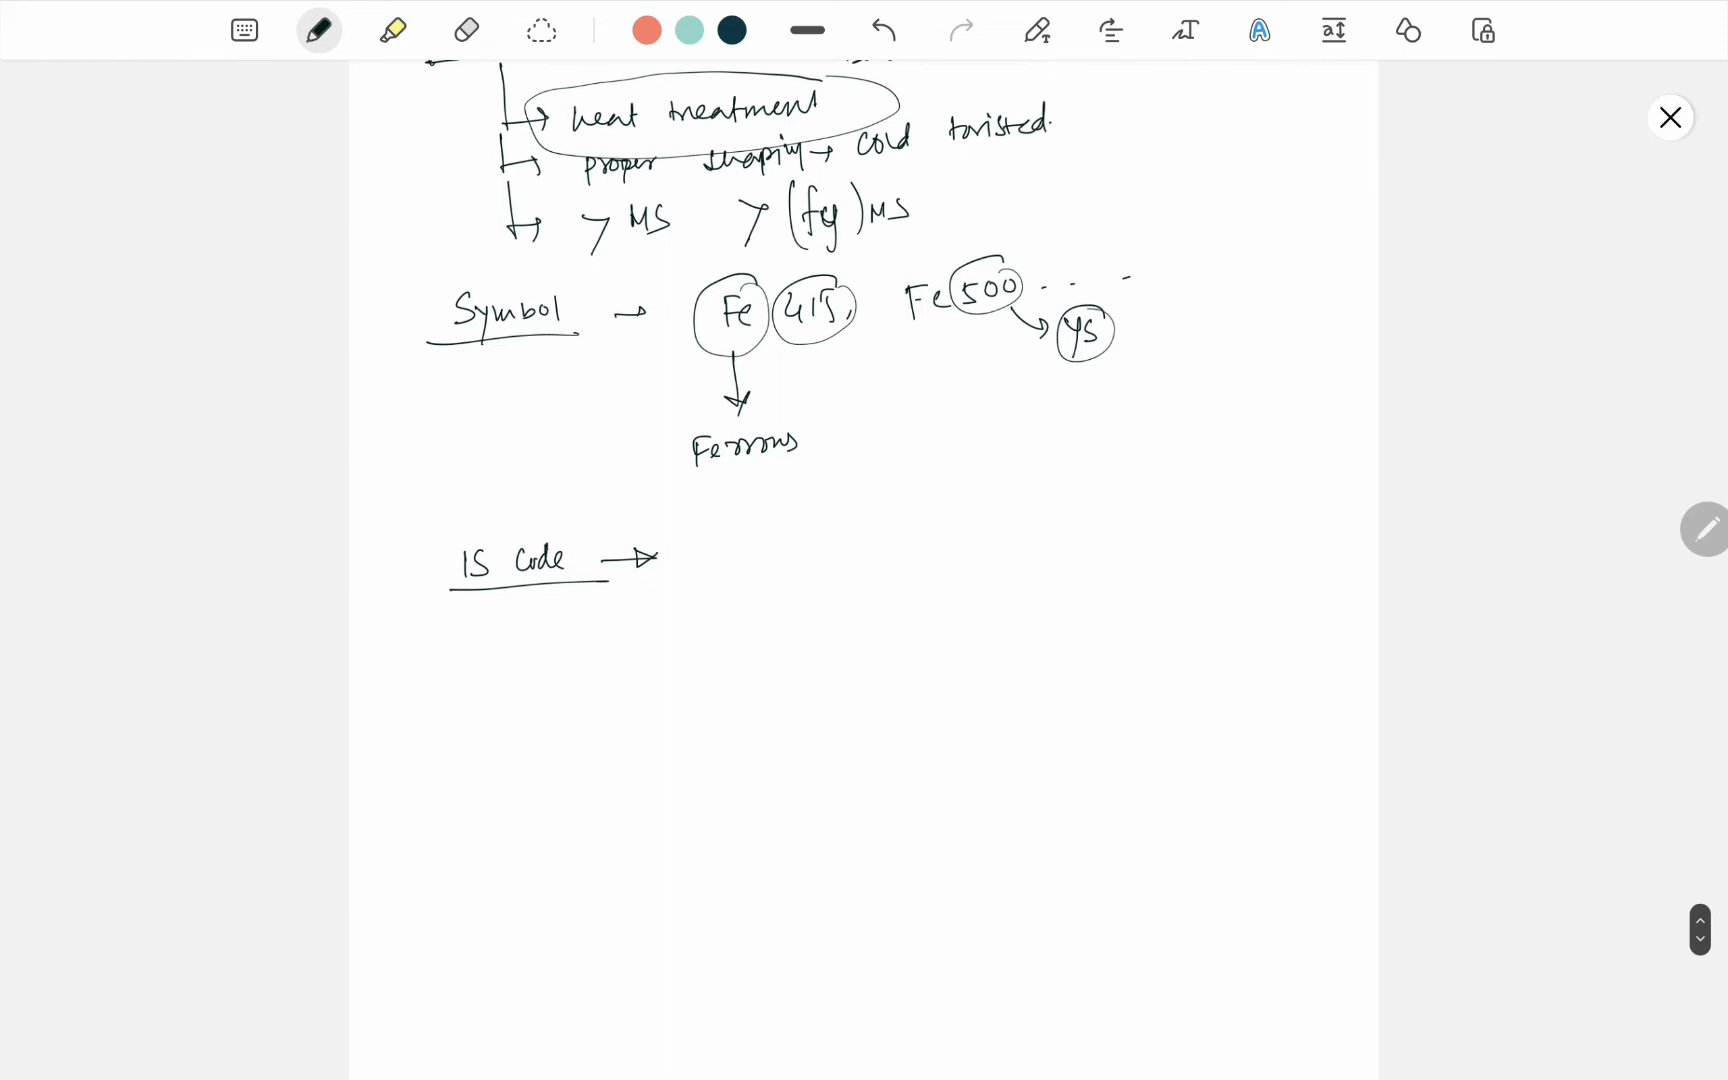 → heat treatment
→ proper shaping → cold twisted.
→ > MS > (fy) MS
Symbol → Fe 415, Fe 500 . . -
YS
Ferrous
IS Code →